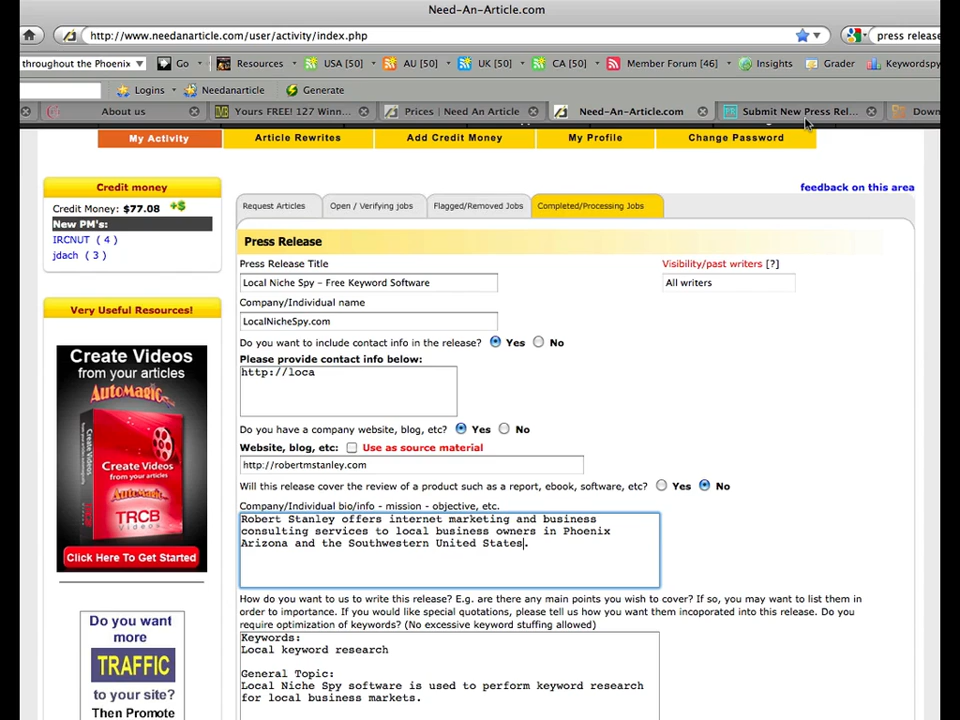 Need-An-Article.com
http://www.needanarticle.com/user/activity/index.php
press releas
throughout the Phoenix Go Resources USA [50] AU [50] UK [50] CA [50] Member Forum [46] Insights Grader Keywordsp
Logins Needanarticle Generate
About us Yours FREE! 127 Winn... Prices | Need An Article Need-An-Article.com Submit New Press Rel... Down
My Activity Article Rewrites Add Credit Money My Profile Change Password
feedback on this area
Credit money
Credit Money: $77.08 +$
New PM's:
IRCNUT ( 4 )
jdach ( 3 )
Very Useful Resources!
Create Videos
from your articles
AutoMagic
Create Videos
from your articles
AutoMagic
TRCB
Click Here To Get Started
Do you want
more
TRAFFIC
to your site?
Then Promote
Request Articles Open / Verifying jobs Flagged/Removed Jobs Completed/Processing Jobs
Press Release
Press Release Title
Visibility/past writers [?]
Local Niche Spy – Free Keyword Software
All writers
Company/Individual name
LocalNicheSpy.com
Do you want to include contact info in the release? Yes No
Please provide contact info below:
http://loca
Do you have a company website, blog, etc? Yes No
Website, blog, etc: Use as source material
http://robertmstanley.com
Will this release cover the review of a product such as a report, ebook, software, etc? Yes No
Company/Individual bio/info - mission - objective, etc.
Robert Stanley offers internet marketing and business
consulting services to local business owners in Phoenix
Arizona and the Southwestern United States.
How do you want to us to write this release? E.g. are there any main points you wish to cover? If so, you may want to list them in
order to importance. If you would like special quotations, please tell us how you want them incoporated into this release. Do you
require optimization of keywords? (No excessive keyword stuffing allowed)
Keywords:
Local keyword research
General Topic:
Local Niche Spy software is used to perform keyword research
for local business markets.